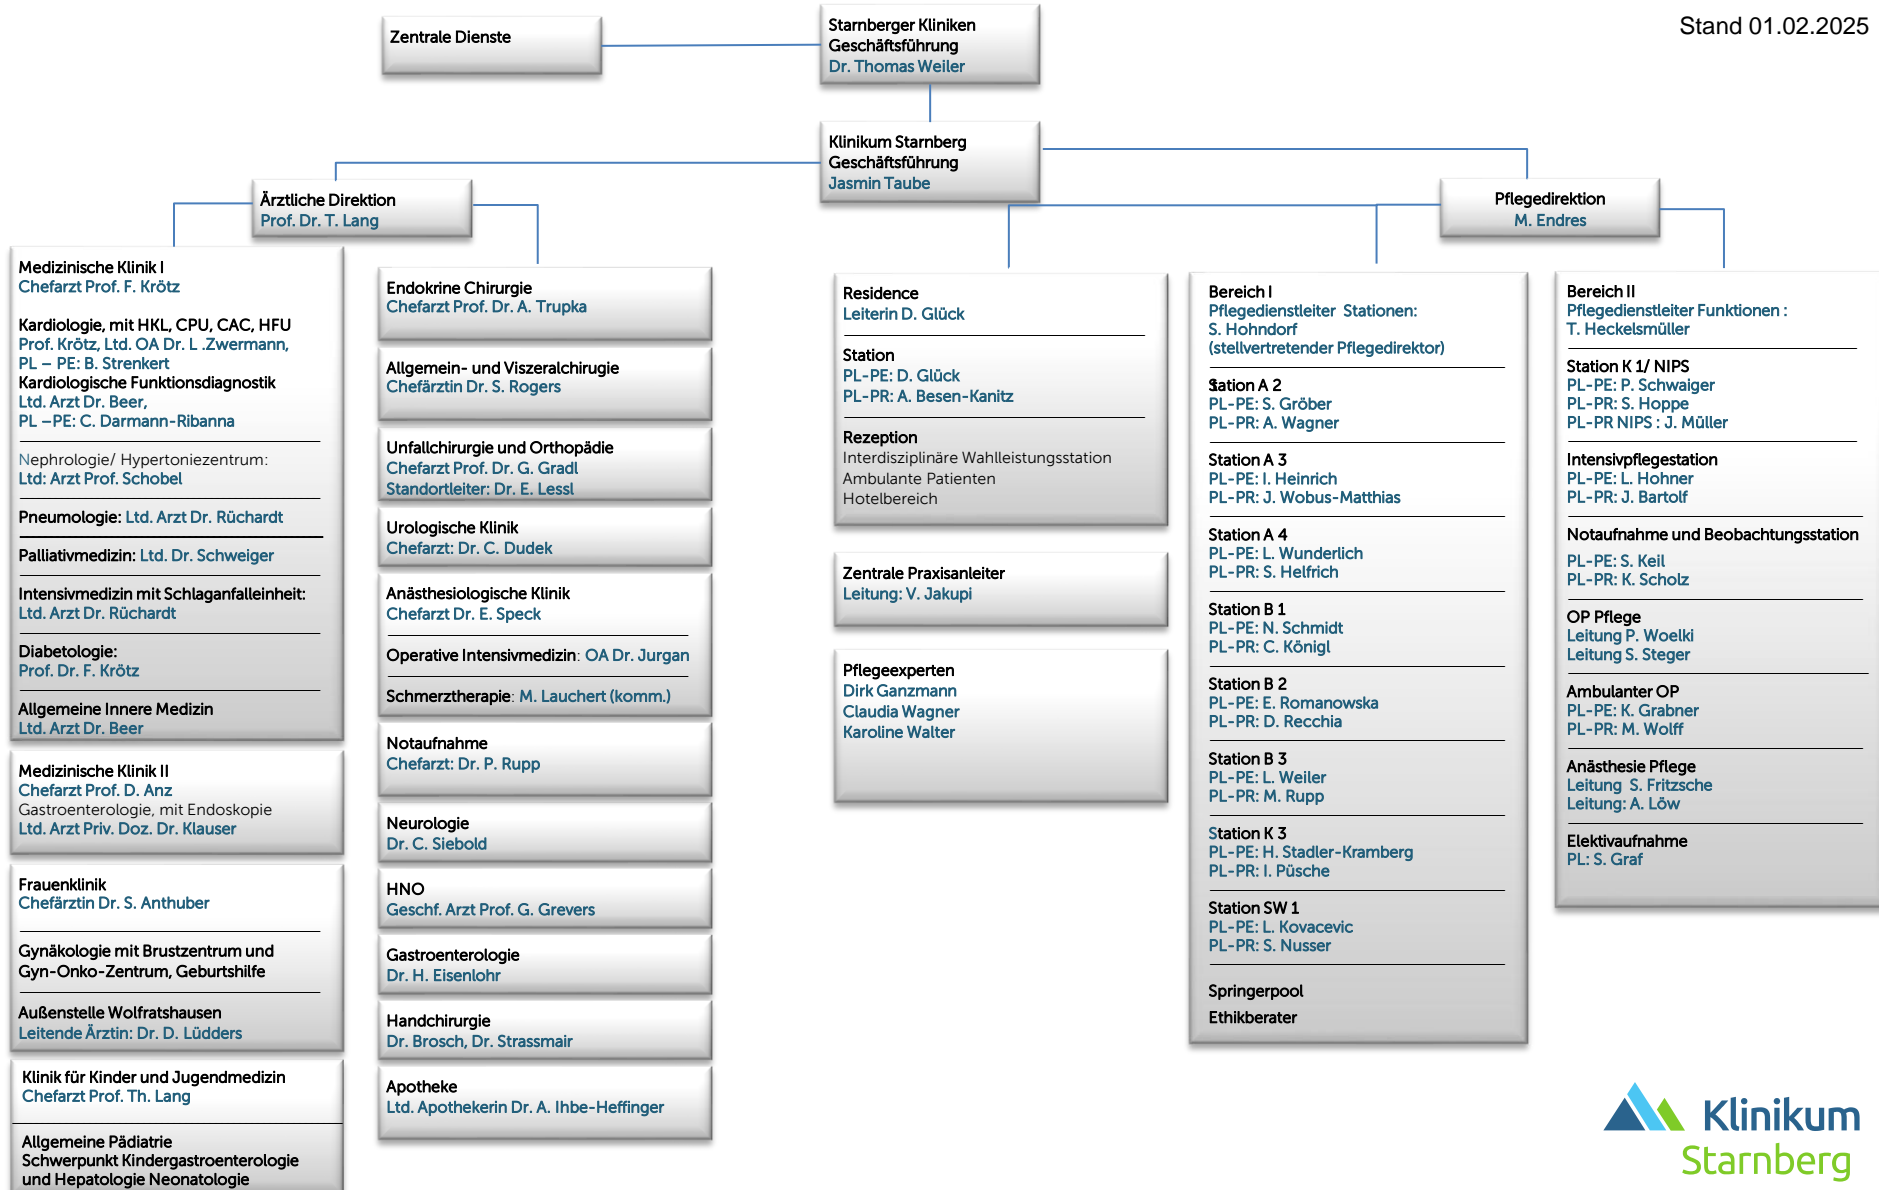 Stand 01.02.2025
Zentrale Dienste
Starnberger Kliniken
Geschäftsführung
Dr. Thomas Weiler
Klinikum Starnberg
Geschäftsführung
Jasmin Taube
Ärztliche Direktion
Prof. Dr. T. Lang
Pflegedirektion
M. Endres
Medizinische Klinik I
Chefarzt Prof. F. Krötz
Kardiologie, mit HKL, CPU, CAC, HFU
Prof. Krötz, Ltd. OA Dr. L .Zwermann,
PL – PE: B. Strenkert
Kardiologische Funktionsdiagnostik
Ltd. Arzt Dr. Beer,
PL –PE: C. Darmann-Ribanna
Nephrologie/ Hypertoniezentrum:
Ltd: Arzt Prof. Schobel
Pneumologie: Ltd. Arzt Dr. Rüchardt
Palliativmedizin: Ltd. Dr. Schweiger
Intensivmedizin mit Schlaganfalleinheit:
Ltd. Arzt Dr. Rüchardt
Diabetologie:
Prof. Dr. F. Krötz
Allgemeine Innere Medizin
Ltd. Arzt Dr. Beer
Medizinische Klinik II
Chefarzt Prof. D. Anz
Gastroenterologie, mit Endoskopie
Ltd. Arzt Priv. Doz. Dr. Klauser
Frauenklinik
Chefärztin Dr. S. Anthuber
Gynäkologie mit Brustzentrum und
Gyn-Onko-Zentrum, Geburtshilfe
Außenstelle Wolfratshausen
Leitende Ärztin: Dr. D. Lüdders
Klinik für Kinder und Jugendmedizin
Chefarzt Prof. Th. Lang
Allgemeine Pädiatrie
Schwerpunkt Kindergastroenterologie
und Hepatologie Neonatologie
Endokrine Chirurgie
Chefarzt Prof. Dr. A. Trupka
Allgemein- und Viszeralchirugie
Chefärztin Dr. S. Rogers
Unfallchirurgie und Orthopädie
Chefarzt Prof. Dr. G. Gradl
Standortleiter: Dr. E. Lessl
Urologische Klinik
Chefarzt: Dr. C. Dudek
Anästhesiologische Klinik
Chefarzt Dr. E. Speck
Operative Intensivmedizin: OA Dr. Jurgan
Schmerztherapie: M. Lauchert (komm.)
Notaufnahme
Chefarzt: Dr. P. Rupp
Neurologie
Dr. C. Siebold
HNO
Geschf. Arzt Prof. G. Grevers
Gastroenterologie
Dr. H. Eisenlohr
Handchirurgie
Dr. Brosch, Dr. Strassmair
Apotheke
Ltd. Apothekerin Dr. A. Ihbe-Heffinger
Residence
Leiterin D. Glück
Station
PL-PE: D. Glück
PL-PR: A. Besen-Kanitz
Rezeption
Interdisziplinäre Wahlleistungsstation
Ambulante Patienten
Hotelbereich
Zentrale Praxisanleiter
Leitung: V. Jakupi
Pflegeexperten
Dirk Ganzmann
Claudia Wagner
Karoline Walter
Bereich I
Pflegedienstleiter Stationen:
S. Hohndorf
(stellvertretender Pflegedirektor)
Station A 2
PL-PE: S. Gröber
PL-PR: A. Wagner
Station A 3
PL-PE: I. Heinrich
PL-PR: J. Wobus-Matthias
Station A 4
PL-PE: L. Wunderlich
PL-PR: S. Helfrich
Station B 1
PL-PE: N. Schmidt
PL-PR: C. Königl
Station B 2
PL-PE: E. Romanowska
PL-PR: D. Recchia
Station B 3
PL-PE: L. Weiler
PL-PR: M. Rupp
Station K 3
PL-PE: H. Stadler-Kramberg
PL-PR: I. Püsche
Station SW 1
PL-PE: L. Kovacevic
PL-PR: S. Nusser
Springerpool
Ethikberater
Bereich II
Pflegedienstleiter Funktionen :
T. Heckelsmüller
Station K 1/ NIPS
PL-PE: P. Schwaiger
PL-PR: S. Hoppe
PL-PR NIPS : J. Müller
Intensivpflegestation
PL-PE: L. Hohner
PL-PR: J. Bartolf
Notaufnahme und Beobachtungsstation
PL-PE: S. Keil
PL-PR: K. Scholz
OP Pflege
Leitung P. Woelki
Leitung S. Steger
Ambulanter OP
PL-PE: K. Grabner
PL-PR: M. Wolff
Anästhesie Pflege
Leitung S. Fritzsche
Leitung: A. Löw
Elektivaufnahme
PL: S. Graf
Klinikum
Starnberg